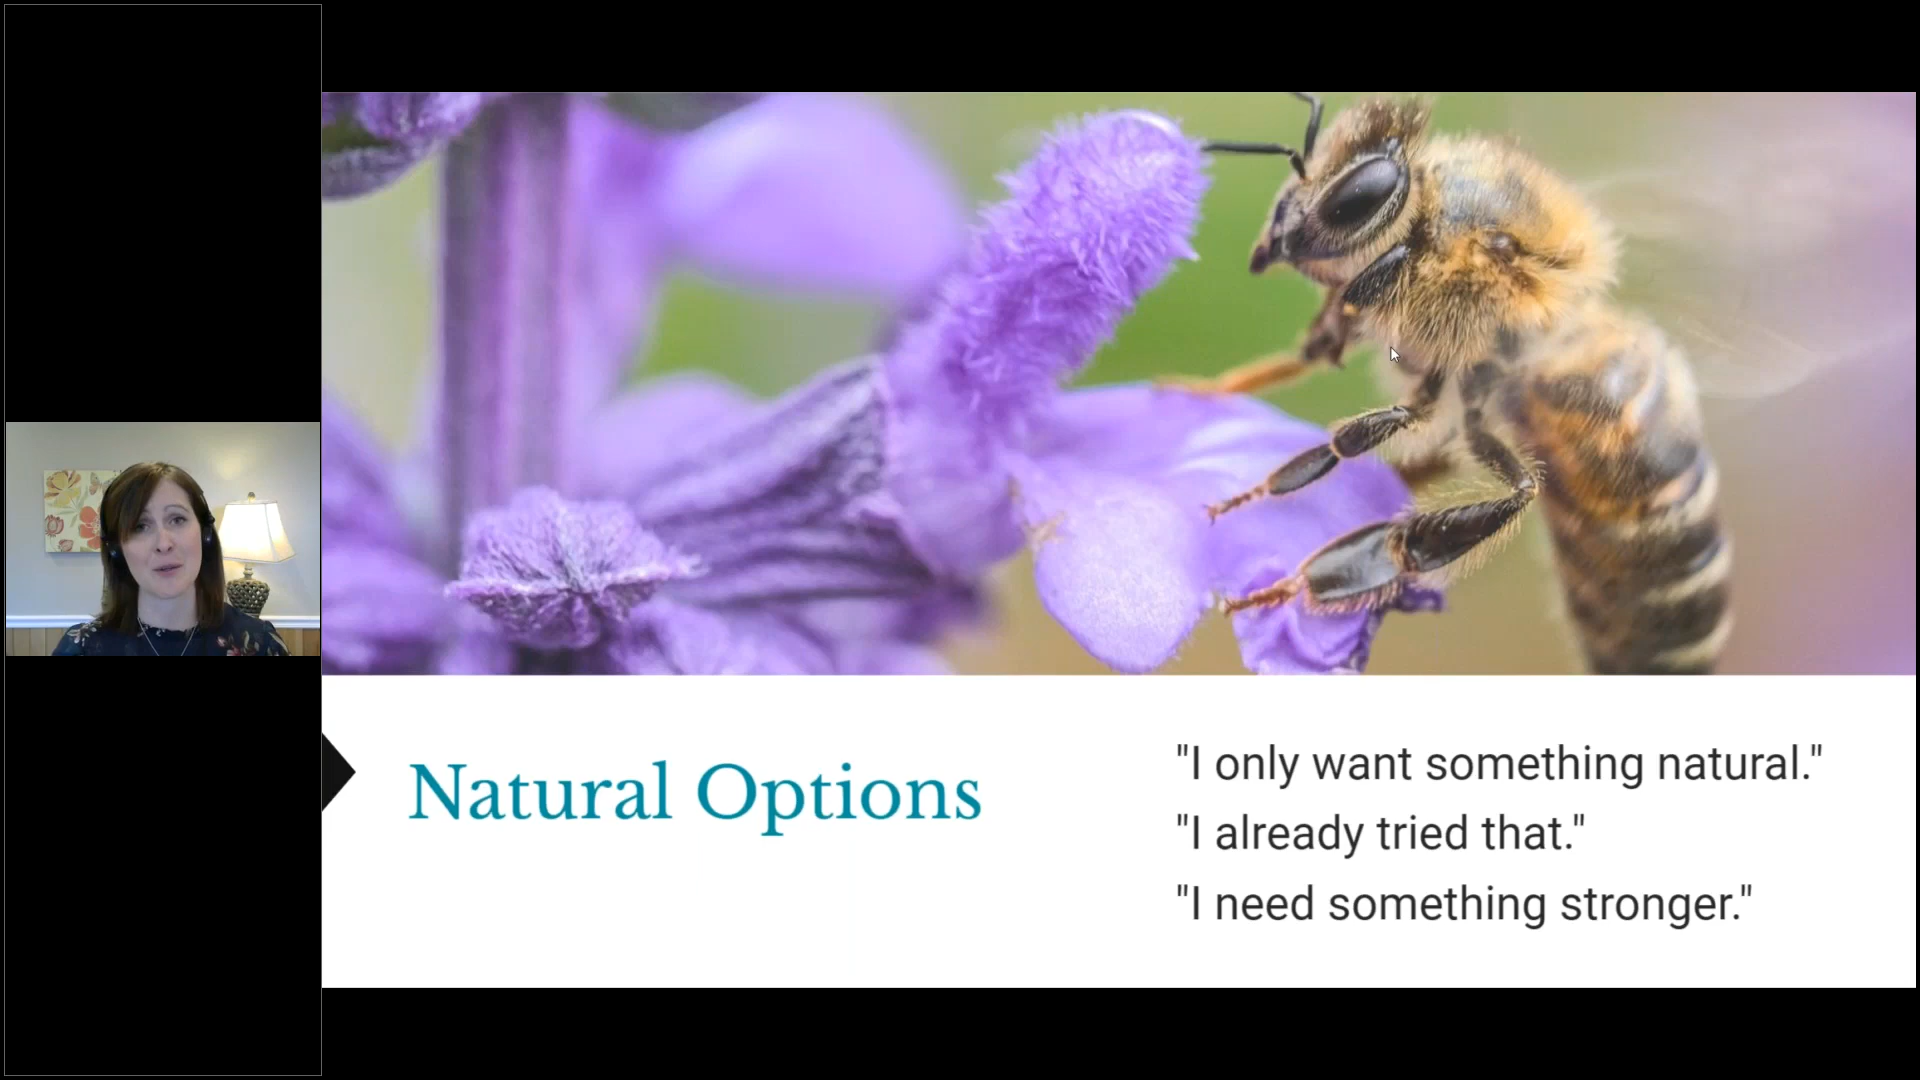 Natural Options
"I only want something natural."
"I already tried that."
"I need something stronger."